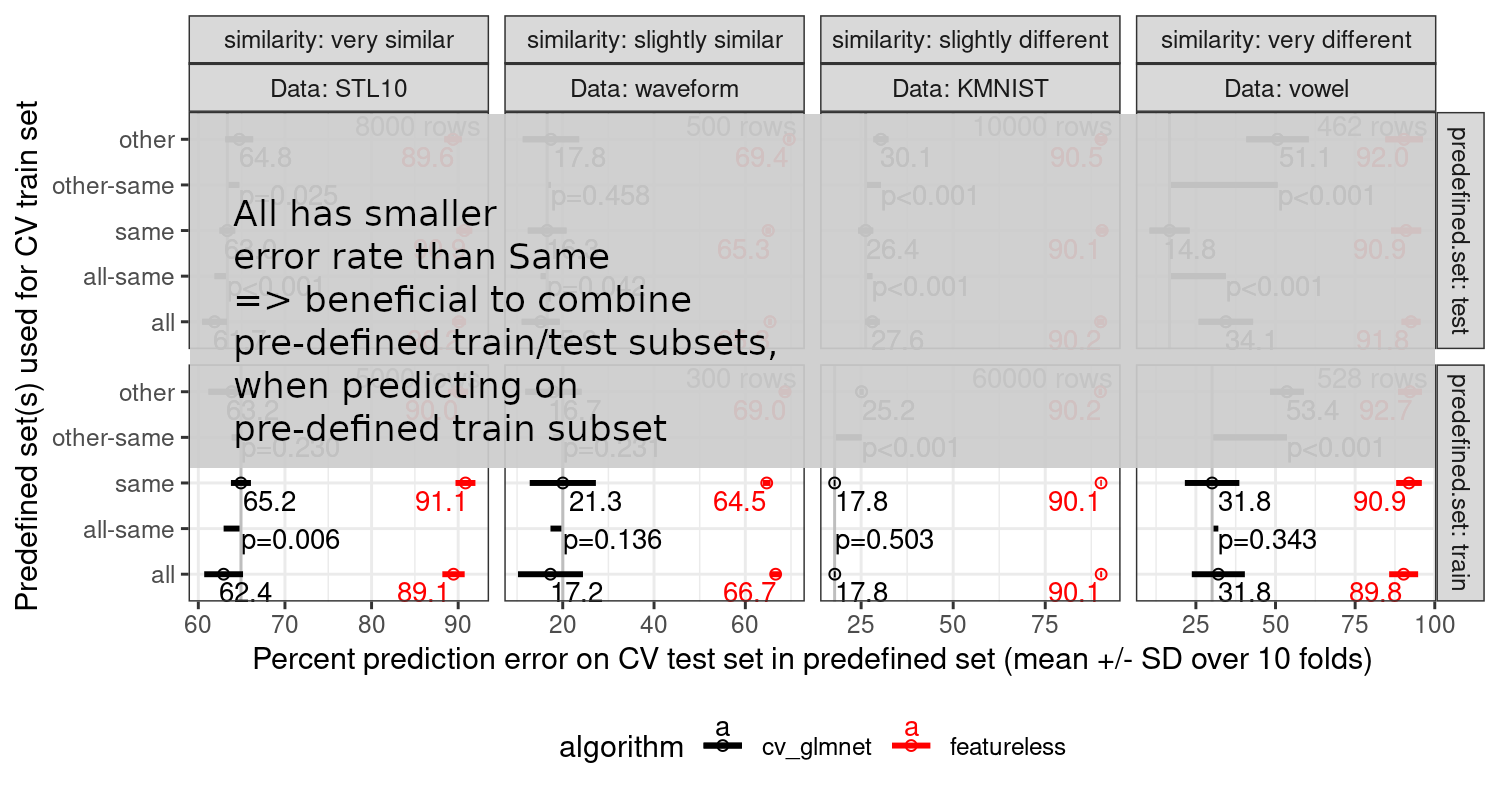 similarity: very similar
similarity: slightly similar
similarity: slightly different
similarity: very different
Data: STL10
Data: waveform
Data: KMNIST
Data: vowel
Predefined set(s) used for CV train set
other
other-same
same
all-same
all
8000 rows
64.8
89.6
p=0.025
p<0.001
500 rows
17.8
69.4
p=0.458
65.3
10000 rows
30.1
90.5
p<0.001
26.4
90.1
p<0.001
27.6
90.2
462 rows
51.1
92.0
p<0.001
14.8
90.9
p<0.001
34.1
91.8
predefined.set: test
All has smaller
error rate than Same
=> beneficial to combine
pre-defined train/test subsets,
when predicting on
pre-defined train subset
other
other-same
same
all-same
all
63.2
90.0
p=0.230
65.2
91.1
p=0.006
62.4
89.1
300 rows
16.7
69.0
p=0.231
21.3
64.5
p=0.136
17.2
66.7
60000 rows
25.2
90.2
p<0.001
17.8
90.1
p=0.503
17.8
90.1
528 rows
53.4
92.7
p<0.001
31.8
90.9
p=0.343
31.8
89.8
predefined.set: train
60 70 80 90
20 40 60
25 50 75
25 50 75 100
Percent prediction error on CV test set in predefined set (mean +/- SD over 10 folds)
algorithm
a
cv_glmnet
a
featureless